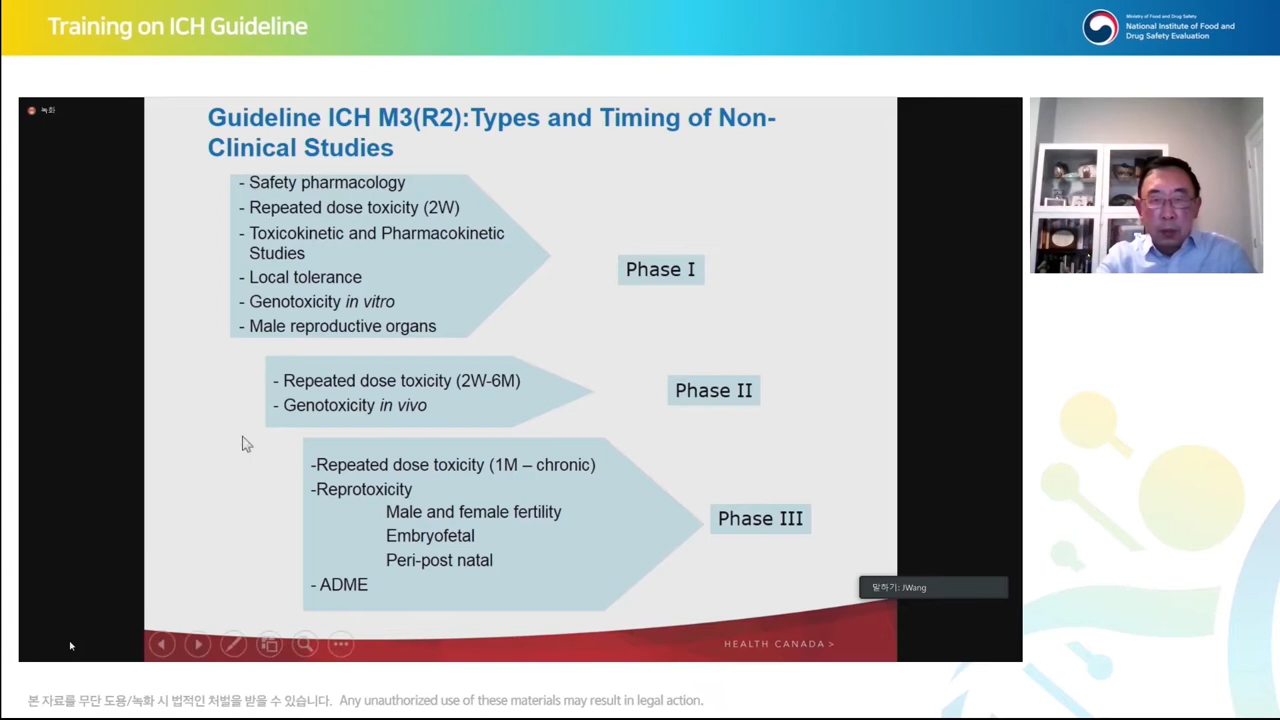 Training on ICH Guideline
Ministry of Food and Drug Safety
National Institute of Food and
Drug Safety Evaluation
녹화
Guideline ICH M3(R2):Types and Timing of Non-
Clinical Studies
- Safety pharmacology
- Repeated dose toxicity (2W)
- Toxicokinetic and Pharmacokinetic
Studies
- Local tolerance
- Genotoxicity in vitro
- Male reproductive organs
Phase I
- Repeated dose toxicity (2W-6M)
- Genotoxicity in vivo
Phase II
-Repeated dose toxicity (1M – chronic)
-Reprotoxicity
Male and female fertility
Embryofetal
Peri-post natal
- ADME
Phase III
말하기: JWang
HEALTH CANADA >
본 자료를 무단 도용/녹화 시 법적인 처벌을 받을 수 있습니다. Any unauthorized use of these materials may result in legal action.